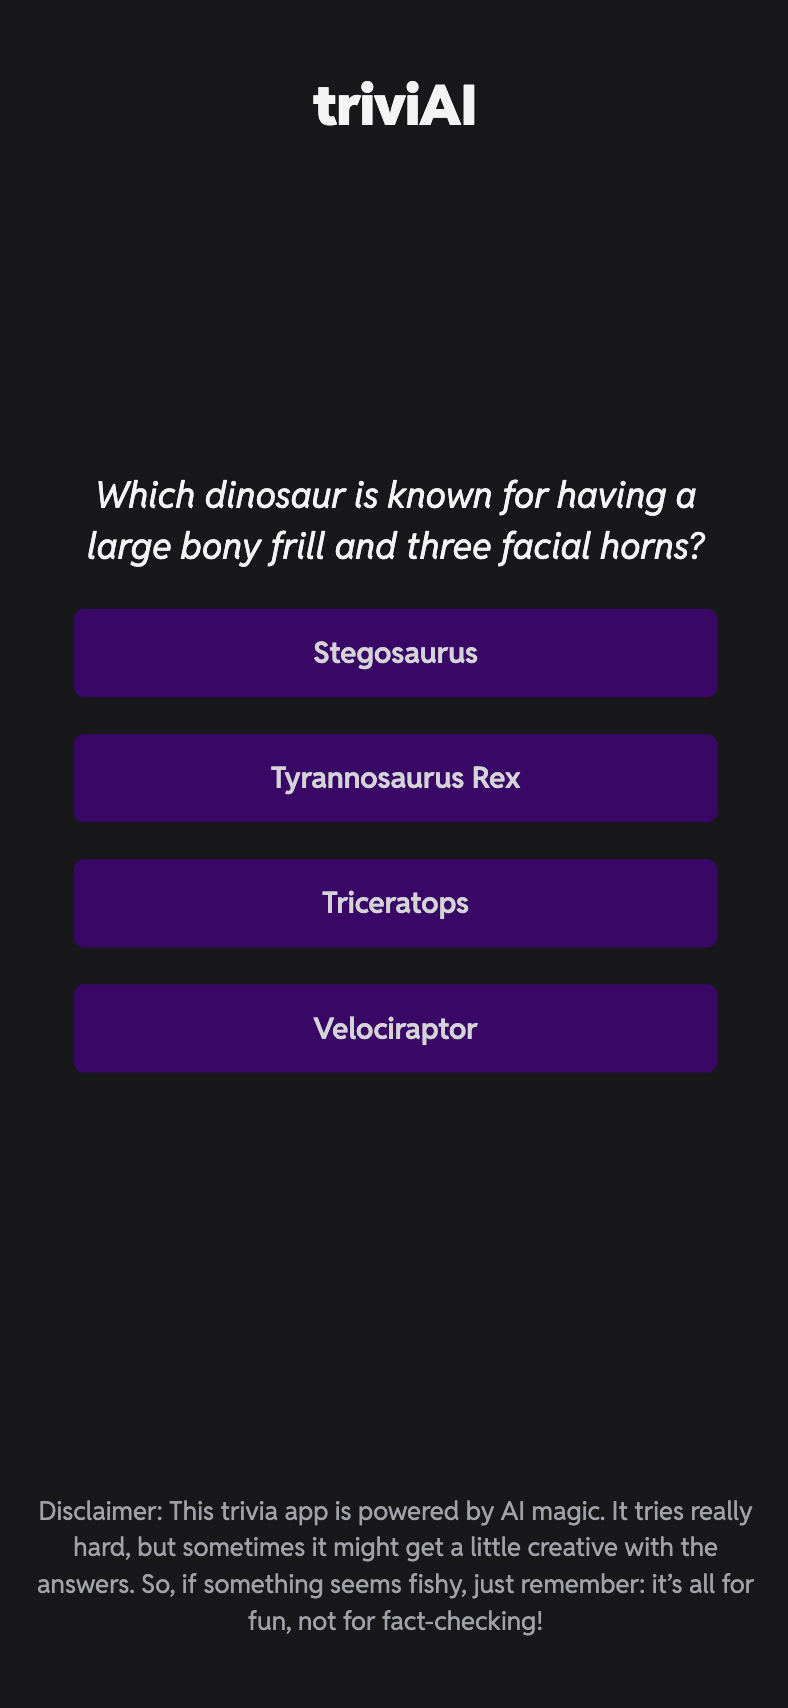 triviAI
Which dinosaur is known for having a
large bony frill and three facial horns?
Stegosaurus
Tyrannosaurus Rex
Triceratops
Velociraptor
Disclaimer: This trivia app is powered by AI magic. It tries really
hard, but sometimes it might get a little creative with the
answers. So, if something seems fishy, just remember: it’s all for
fun, not for fact-checking!